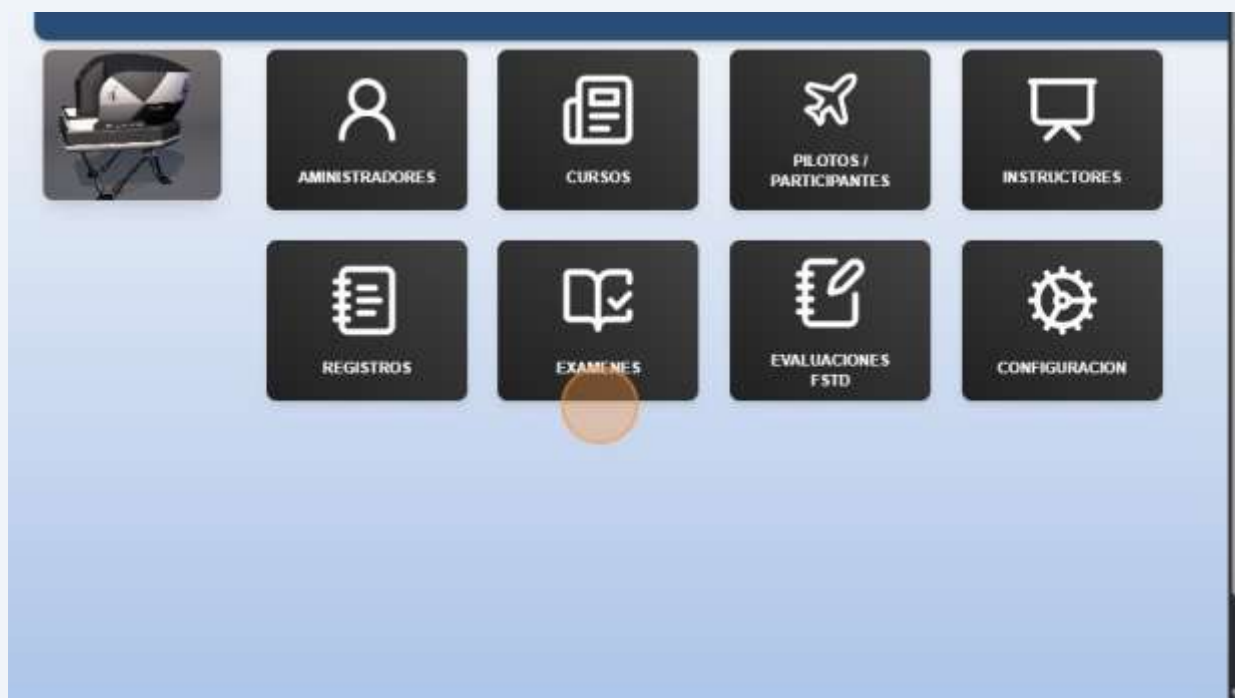 AMINISTRADORES
CURSOS
PILOTOS /
PARTICIPANTES
INSTRUCTORES
REGISTROS
EXAMENES
EVALUACIONES
FSTD
CONFIGURACION